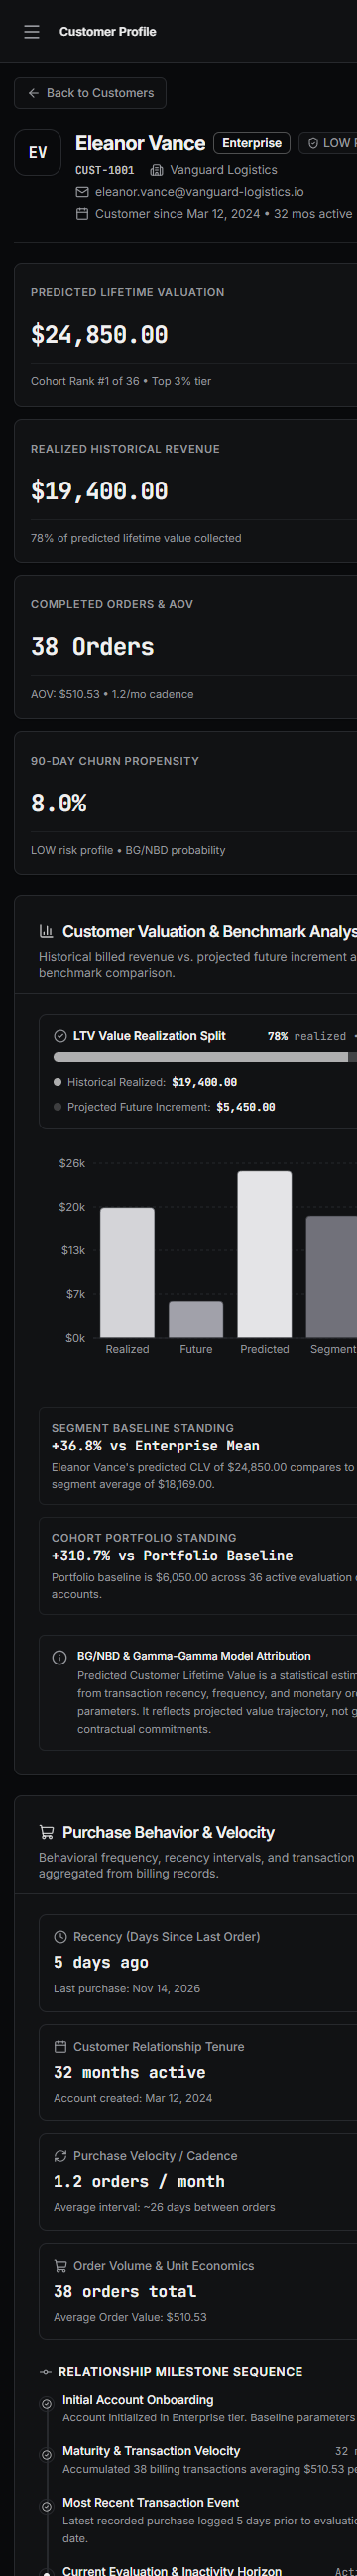 Customer Profile
Back to Customers
EV
Eleanor Vance Enterprise LOW
CUST-1001 Vanguard Logistics
eleanor.vance@vanguard-logistics.io
Customer since Mar 12, 2024 • 32 mos active
PREDICTED LIFETIME VALUATION
$24,850.00
Cohort Rank #1 of 36 • Top 3% tier
REALIZED HISTORICAL REVENUE
$19,400.00
78% of predicted lifetime value collected
COMPLETED ORDERS & AOV
38 Orders
AOV: $510.53 • 1.2/mo cadence
90-DAY CHURN PROPENSITY
8.0%
LOW risk profile • BG/NBD probability
Customer Valuation & Benchmark Analys
Historical billed revenue vs. projected future increment a
benchmark comparison.
LTV Value Realization Split 78% realized •
Historical Realized: $19,400.00
Projected Future Increment: $5,450.00
$26k
$20k
$13k
$7k
$0k
Realized Future Predicted Segment
SEGMENT BASELINE STANDING
+36.8% vs Enterprise Mean
Eleanor Vance's predicted CLV of $24,850.00 compares to
segment average of $18,169.00.
COHORT PORTFOLIO STANDING
+310.7% vs Portfolio Baseline
Portfolio baseline is $6,050.00 across 36 active evaluation
accounts.
BG/NBD & Gamma-Gamma Model Attribution
Predicted Customer Lifetime Value is a statistical estim
from transaction recency, frequency, and monetary or
parameters. It reflects projected value trajectory, not g
contractual commitments.
Purchase Behavior & Velocity
Behavioral frequency, recency intervals, and transaction
aggregated from billing records.
Recency (Days Since Last Order)
5 days ago
Last purchase: Nov 14, 2026
Customer Relationship Tenure
32 months active
Account created: Mar 12, 2024
Purchase Velocity / Cadence
1.2 orders / month
Average interval: ~26 days between orders
Order Volume & Unit Economics
38 orders total
Average Order Value: $510.53
RELATIONSHIP MILESTONE SEQUENCE
Initial Account Onboarding
Account initialized in Enterprise tier. Baseline parameters
Maturity & Transaction Velocity 32
Accumulated 38 billing transactions averaging $510.53 pe
Most Recent Transaction Event
Latest recorded purchase logged 5 days prior to evaluati
date.
Current Evaluation & Inactivity Horizon Acti